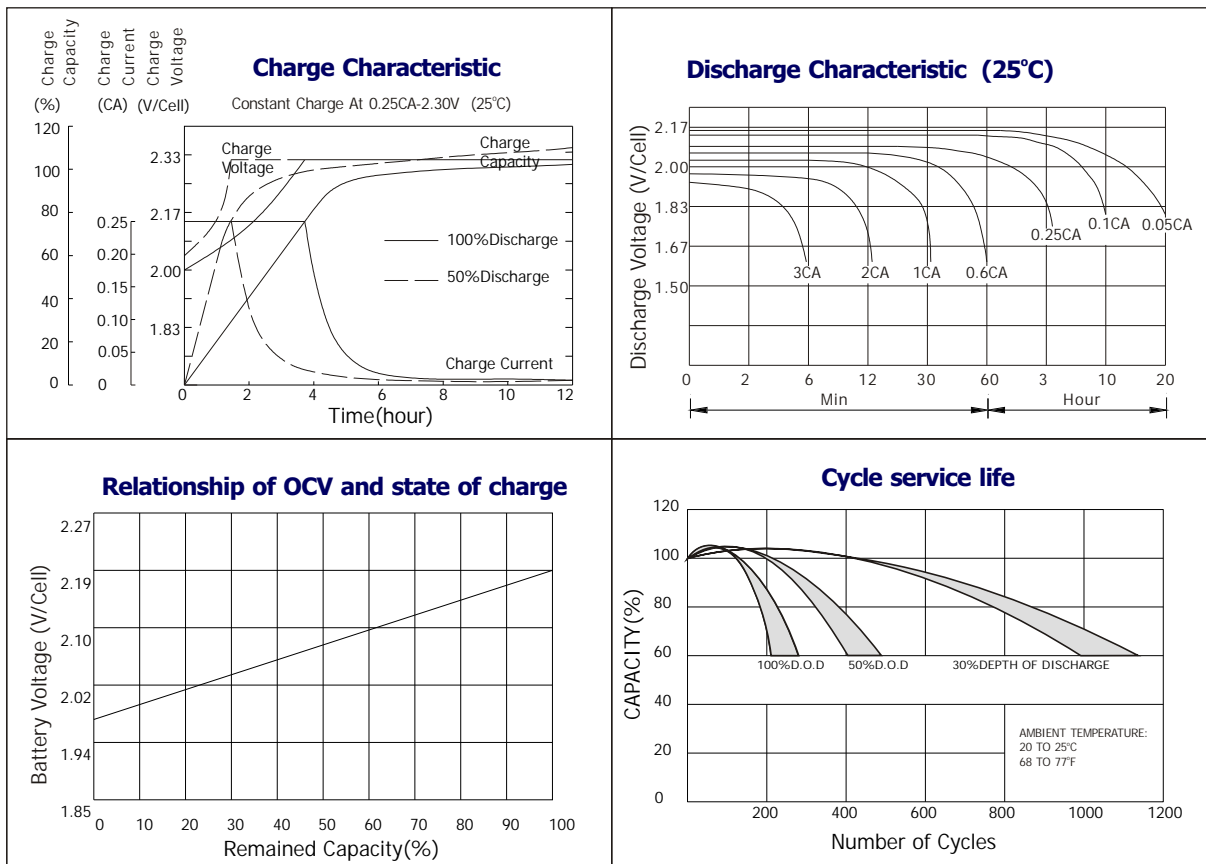 Charge Capacity
Charge Current
Charge Voltage
(%)
(CA)
(V/Cell)
Charge Characteristic
Constant Charge At 0.25CA-2.30V (25°C)
120
100
80
60
40
20
0
0.25
0.20
0.15
0.10
0.05
0
2.33
2.17
2.00
1.83
Charge Voltage
Charge Capacity
100%Discharge
50%Discharge
Charge Current
0 2 4 6 8 10 12
Time(hour)
Discharge Characteristic (25°C)
Discharge Voltage (V/Cell)
2.17
2.00
1.83
1.67
1.50
3CA
2CA
1CA
0.6CA
0.25CA
0.1CA
0.05CA
0 2 6 12 30 60 3 10 20
Min
Hour
Relationship of OCV and state of charge
Battery Voltage (V/Cell)
2.27
2.19
2.10
2.02
1.94
1.85
0 10 20 30 40 50 60 70 80 90 100
Remained Capacity(%)
Cycle service life
CAPACITY(%)
120
100
80
60
40
20
0
100%D.O.D
50%D.O.D
30%DEPTH OF DISCHARGE
AMBIENT TEMPERATURE:
20 TO 25°C
68 TO 77°F
200 400 600 800 1000 1200
Number of Cycles